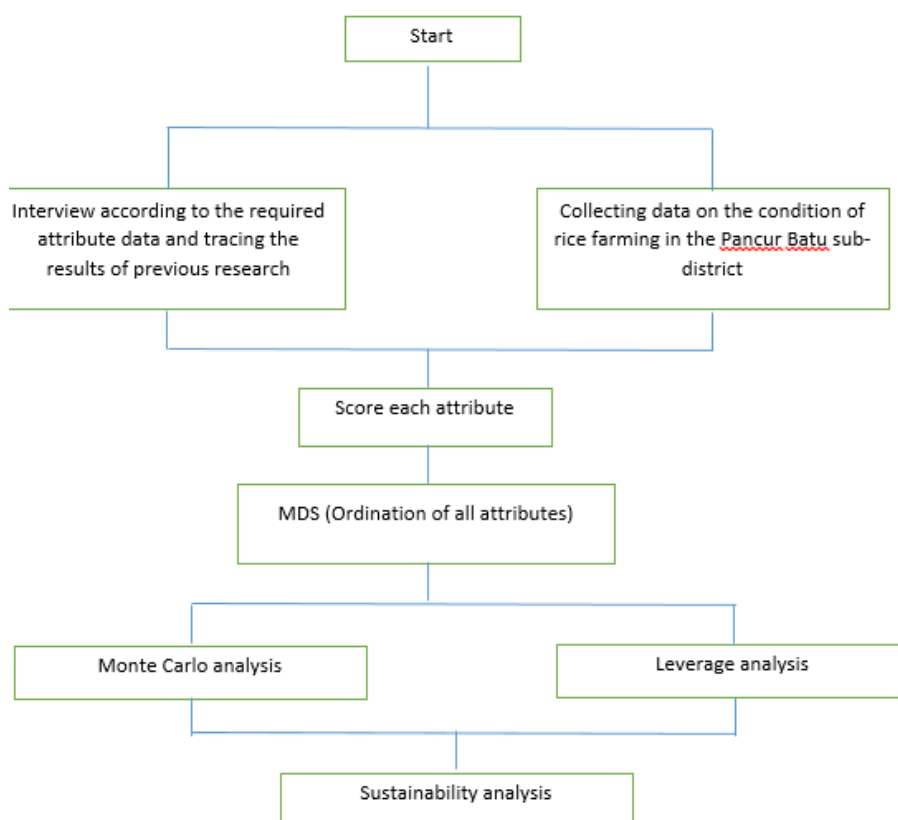 Start
Interview according to the required
attribute data and tracing the
results of previous research
Collecting data on the condition of
rice farming in the Pancur Batu sub-
district
Score each attribute
MDS (Ordination of all attributes)
Monte Carlo analysis
Leverage analysis
Sustainability analysis